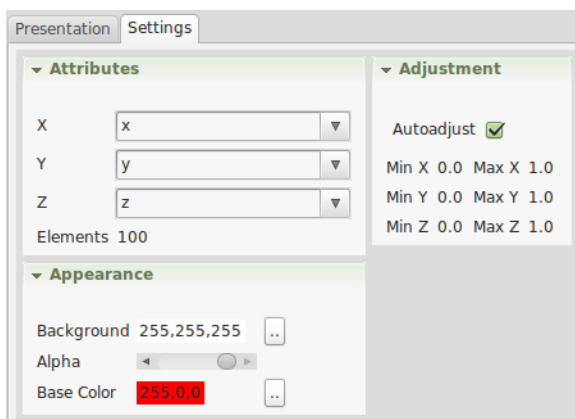 Presentation Settings
Attributes
X x
Y y
Z z
Elements 100
Adjustment
Autoadjust
Min X 0.0 Max X 1.0
Min Y 0.0 Max Y 1.0
Min Z 0.0 Max Z 1.0
Appearance
Background 255,255,255 ..
Alpha
Base Color 255,0,0 ..